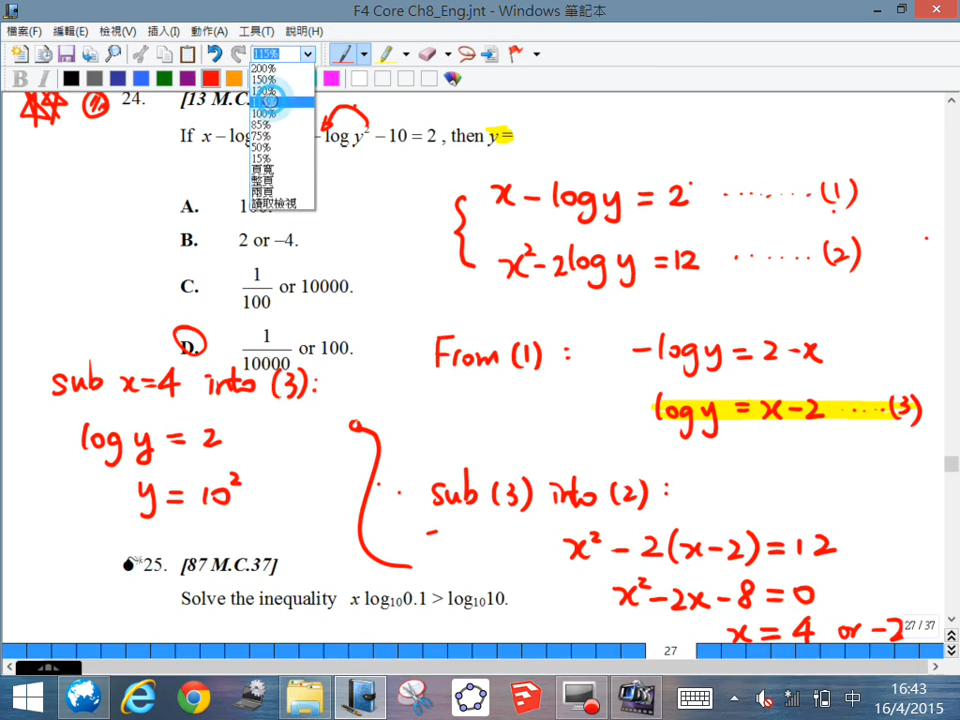 F4 Core Ch8_Eng.jnt - Windows 筆記本
檔案(F) 編輯(E) 檢視(V) 插入(I) 動作(A) 工具(T) 說明(H)
115%
200%
150%
130%
100%
85%
75%
50%
15%
頁寬
整頁
兩頁
讀取檢視
B I
24. [13 M.C.
If x – log y² – 10 = 2 , then y =
A.
B. 2 or –4.
C. 1/100 or 10000.
D. 1/10000 or 100.
x - log y = 2 ........ (1)
x² - 2log y = 12 ...... (2)
From (1) : -log y = 2 - x
log y = x - 2 .... (3)
sub x=4 into (3):
log y = 2
y = 10²
sub (3) into (2) :
x² - 2(x-2) = 12
x² - 2x - 8 = 0
x = 4 or -2
25. [87 M.C.37]
Solve the inequality x log₁₀0.1 > log₁₀10.
27 / 37
27
中
16:43
16/4/2015